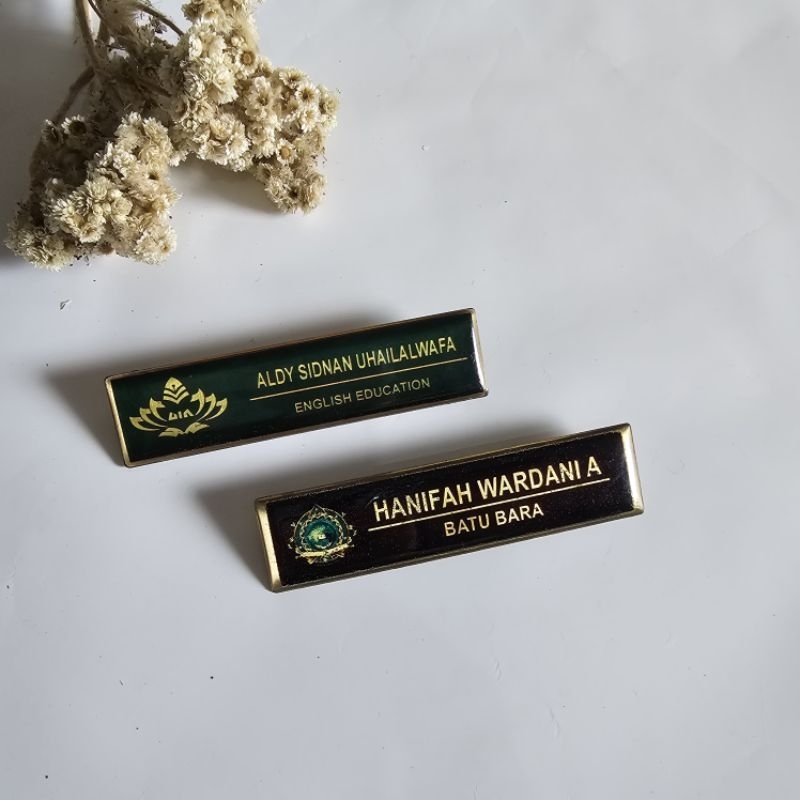 ALDY SIDNAN UHAILALWAFA
ENGLISH EDUCATION
HANIFAH WARDANI A
BATU BARA